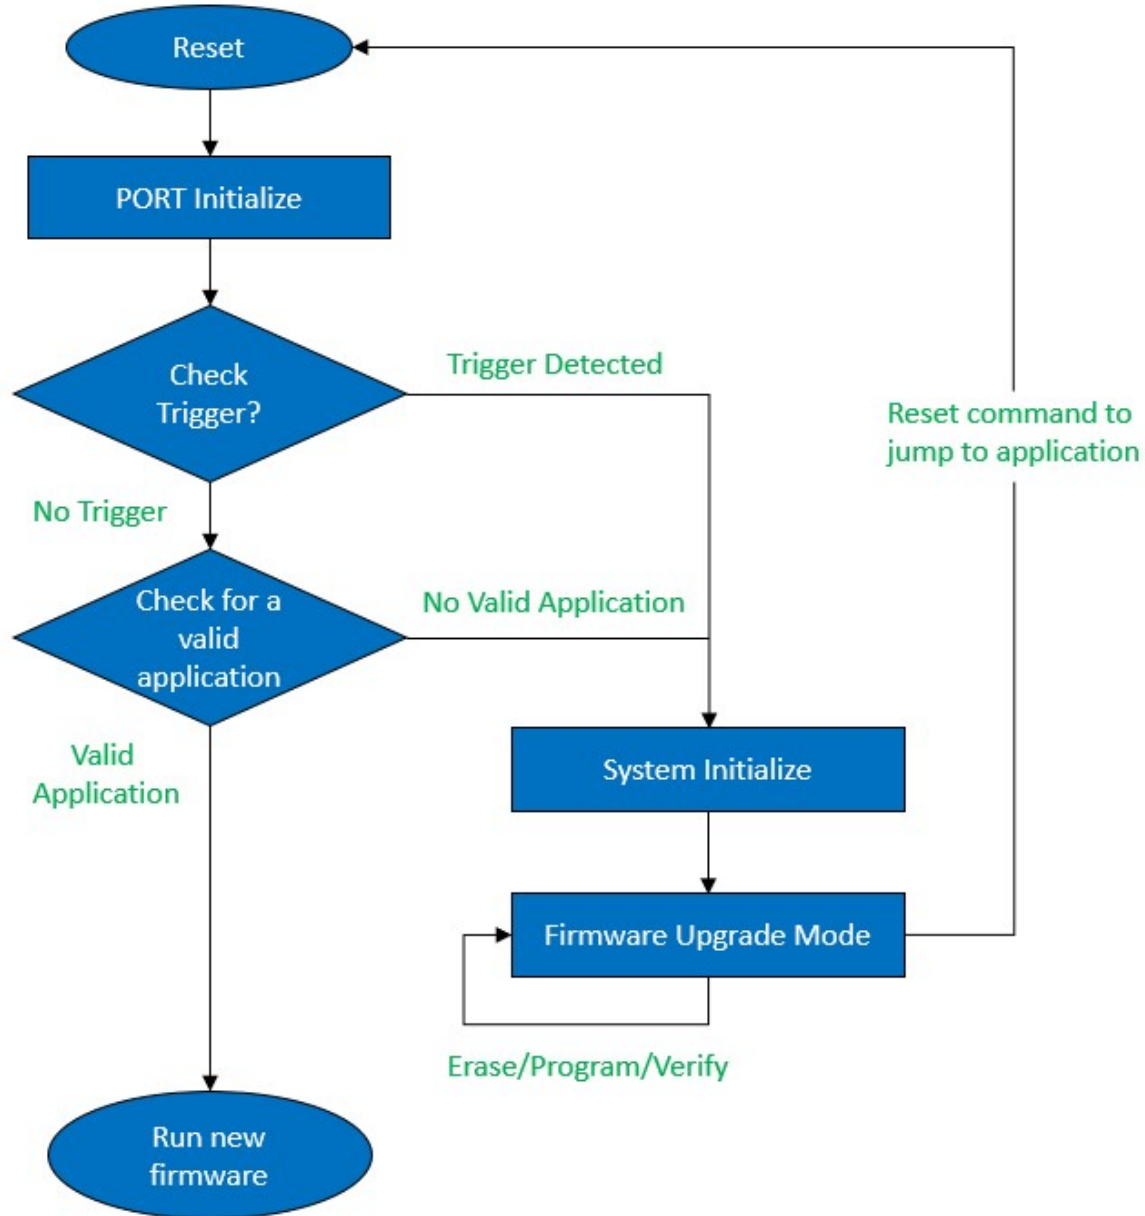 Reset
PORT Initialize
Check
Trigger?
Trigger Detected
Reset command to
jump to application
No Trigger
Check for a
valid
application
No Valid Application
Valid
Application
System Initialize
Firmware Upgrade Mode
Erase/Program/Verify
Run new
firmware